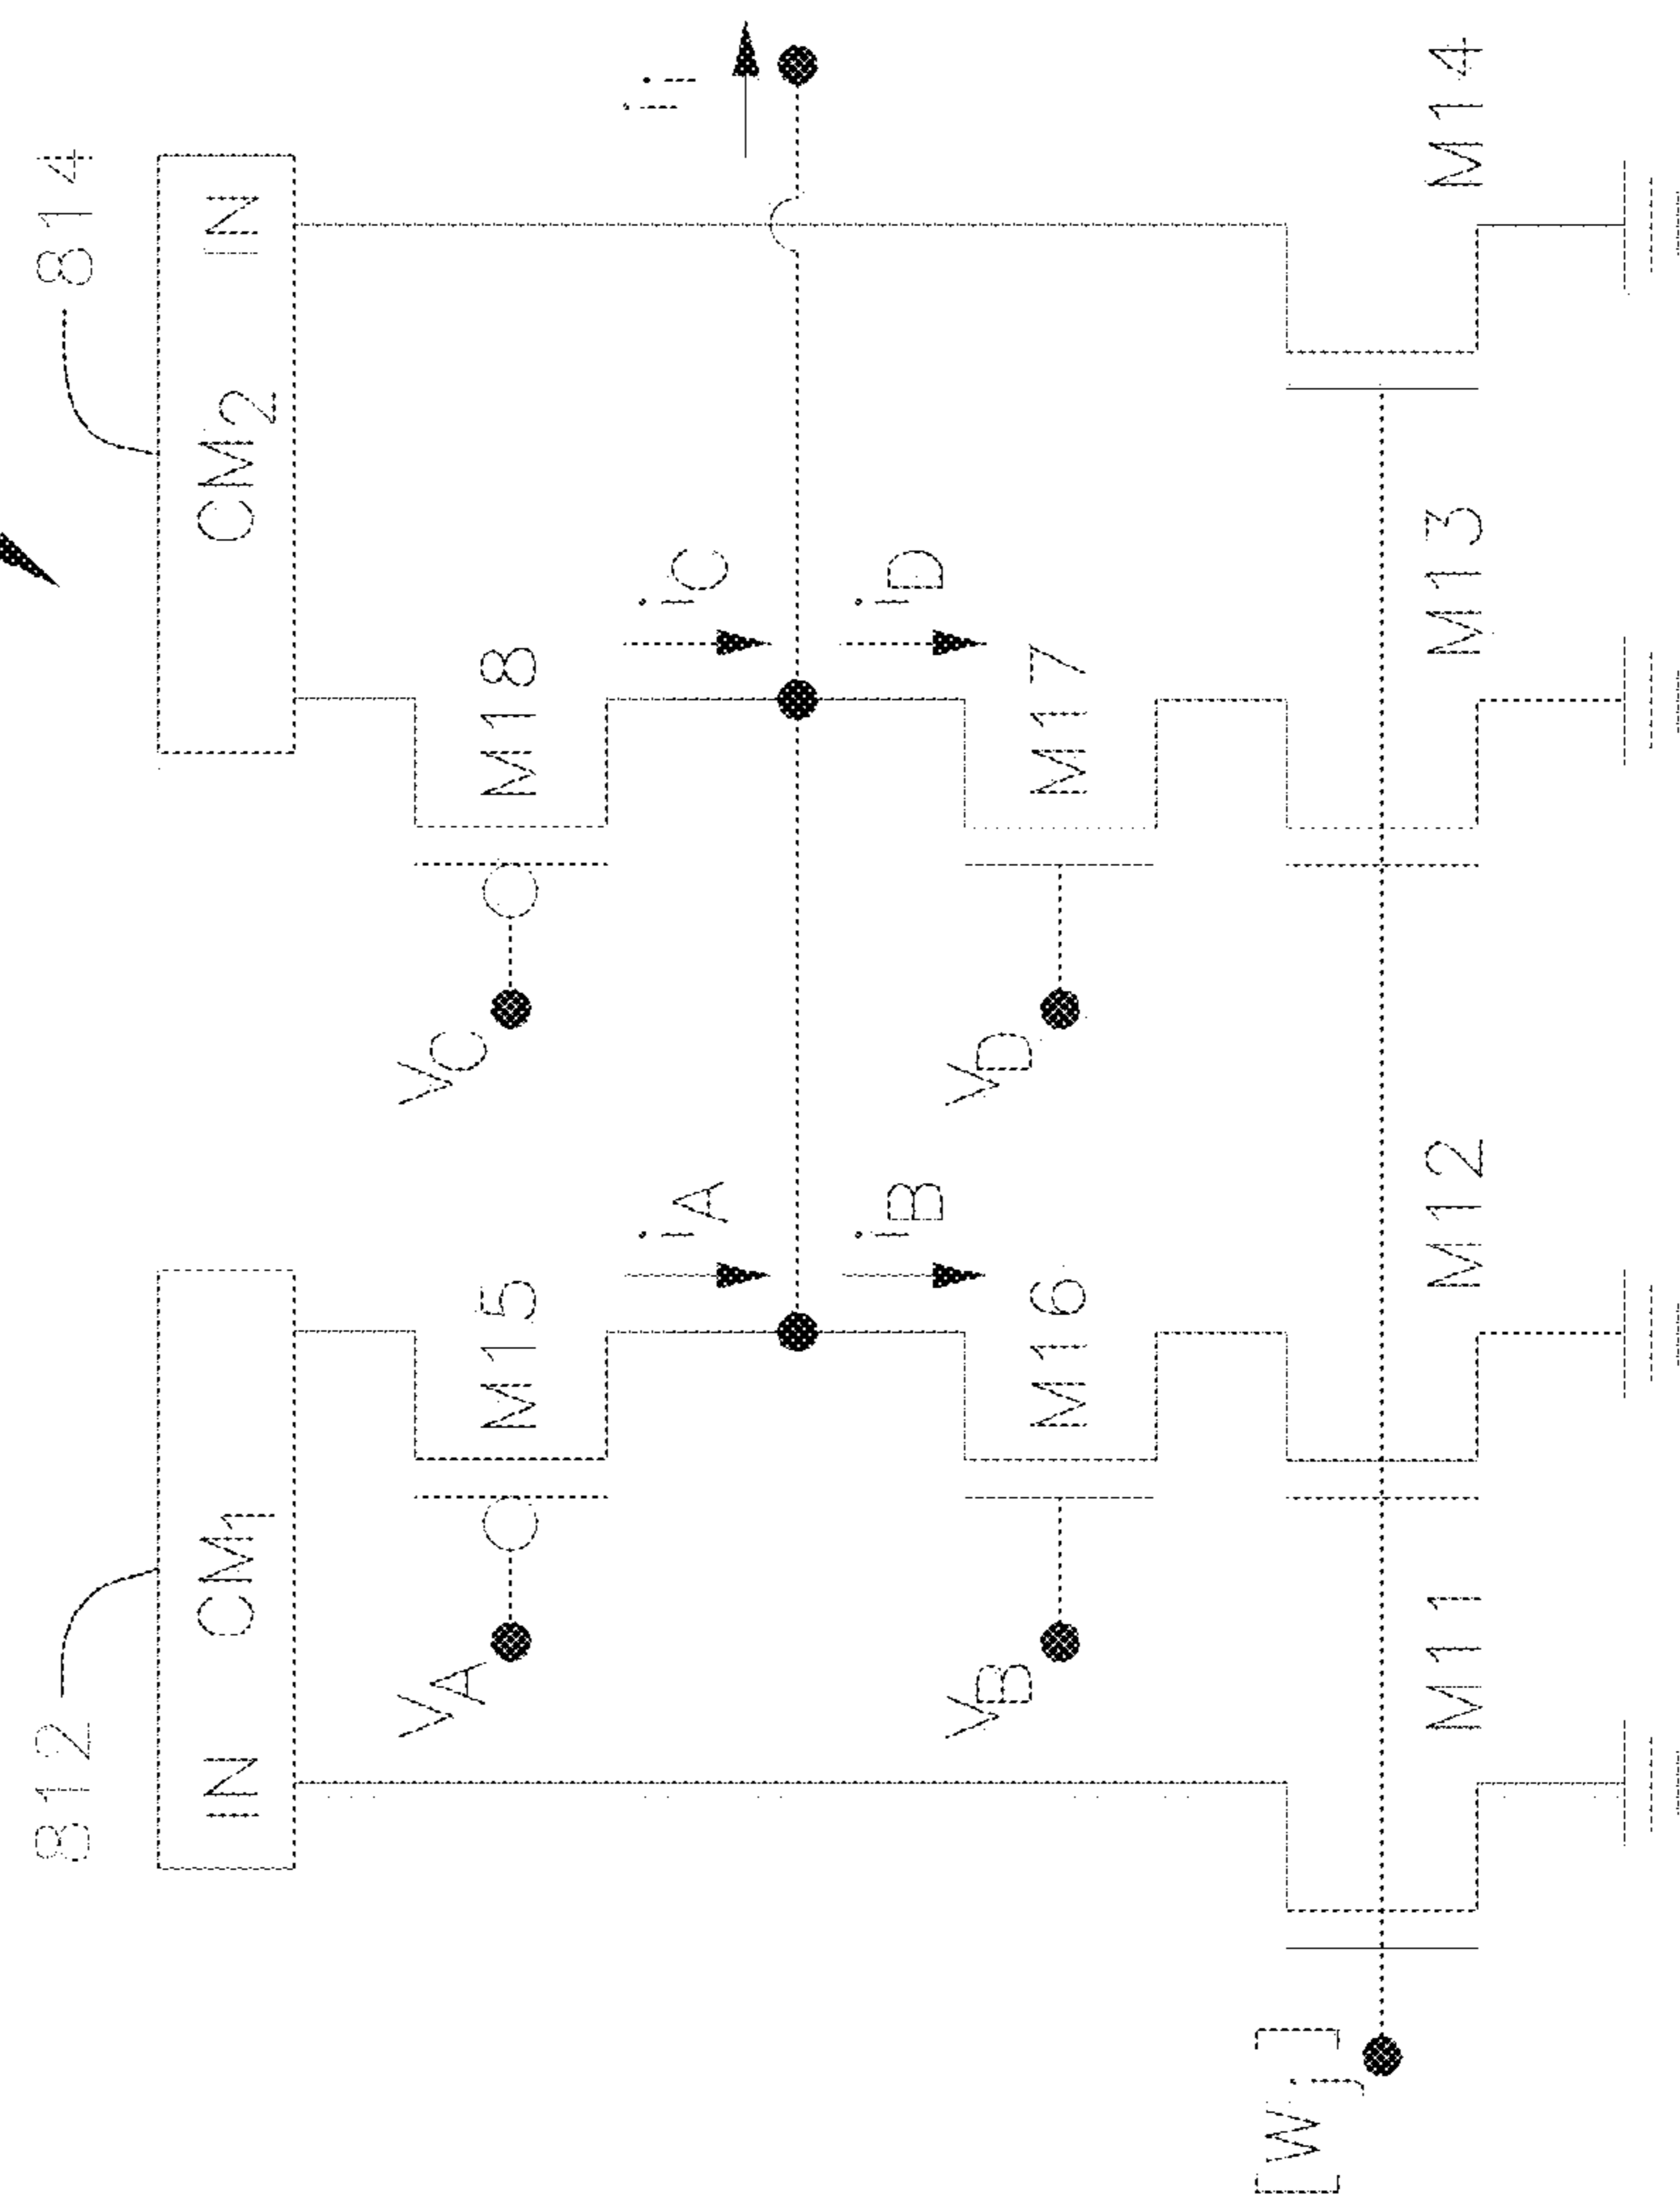 812
814
IN CM1
CM2 IN
VA
M15
VC
M18
iA
iC
ii
iB
iD
VB
M16
VD
M17
[Wj]
M11
M12
M13
M14